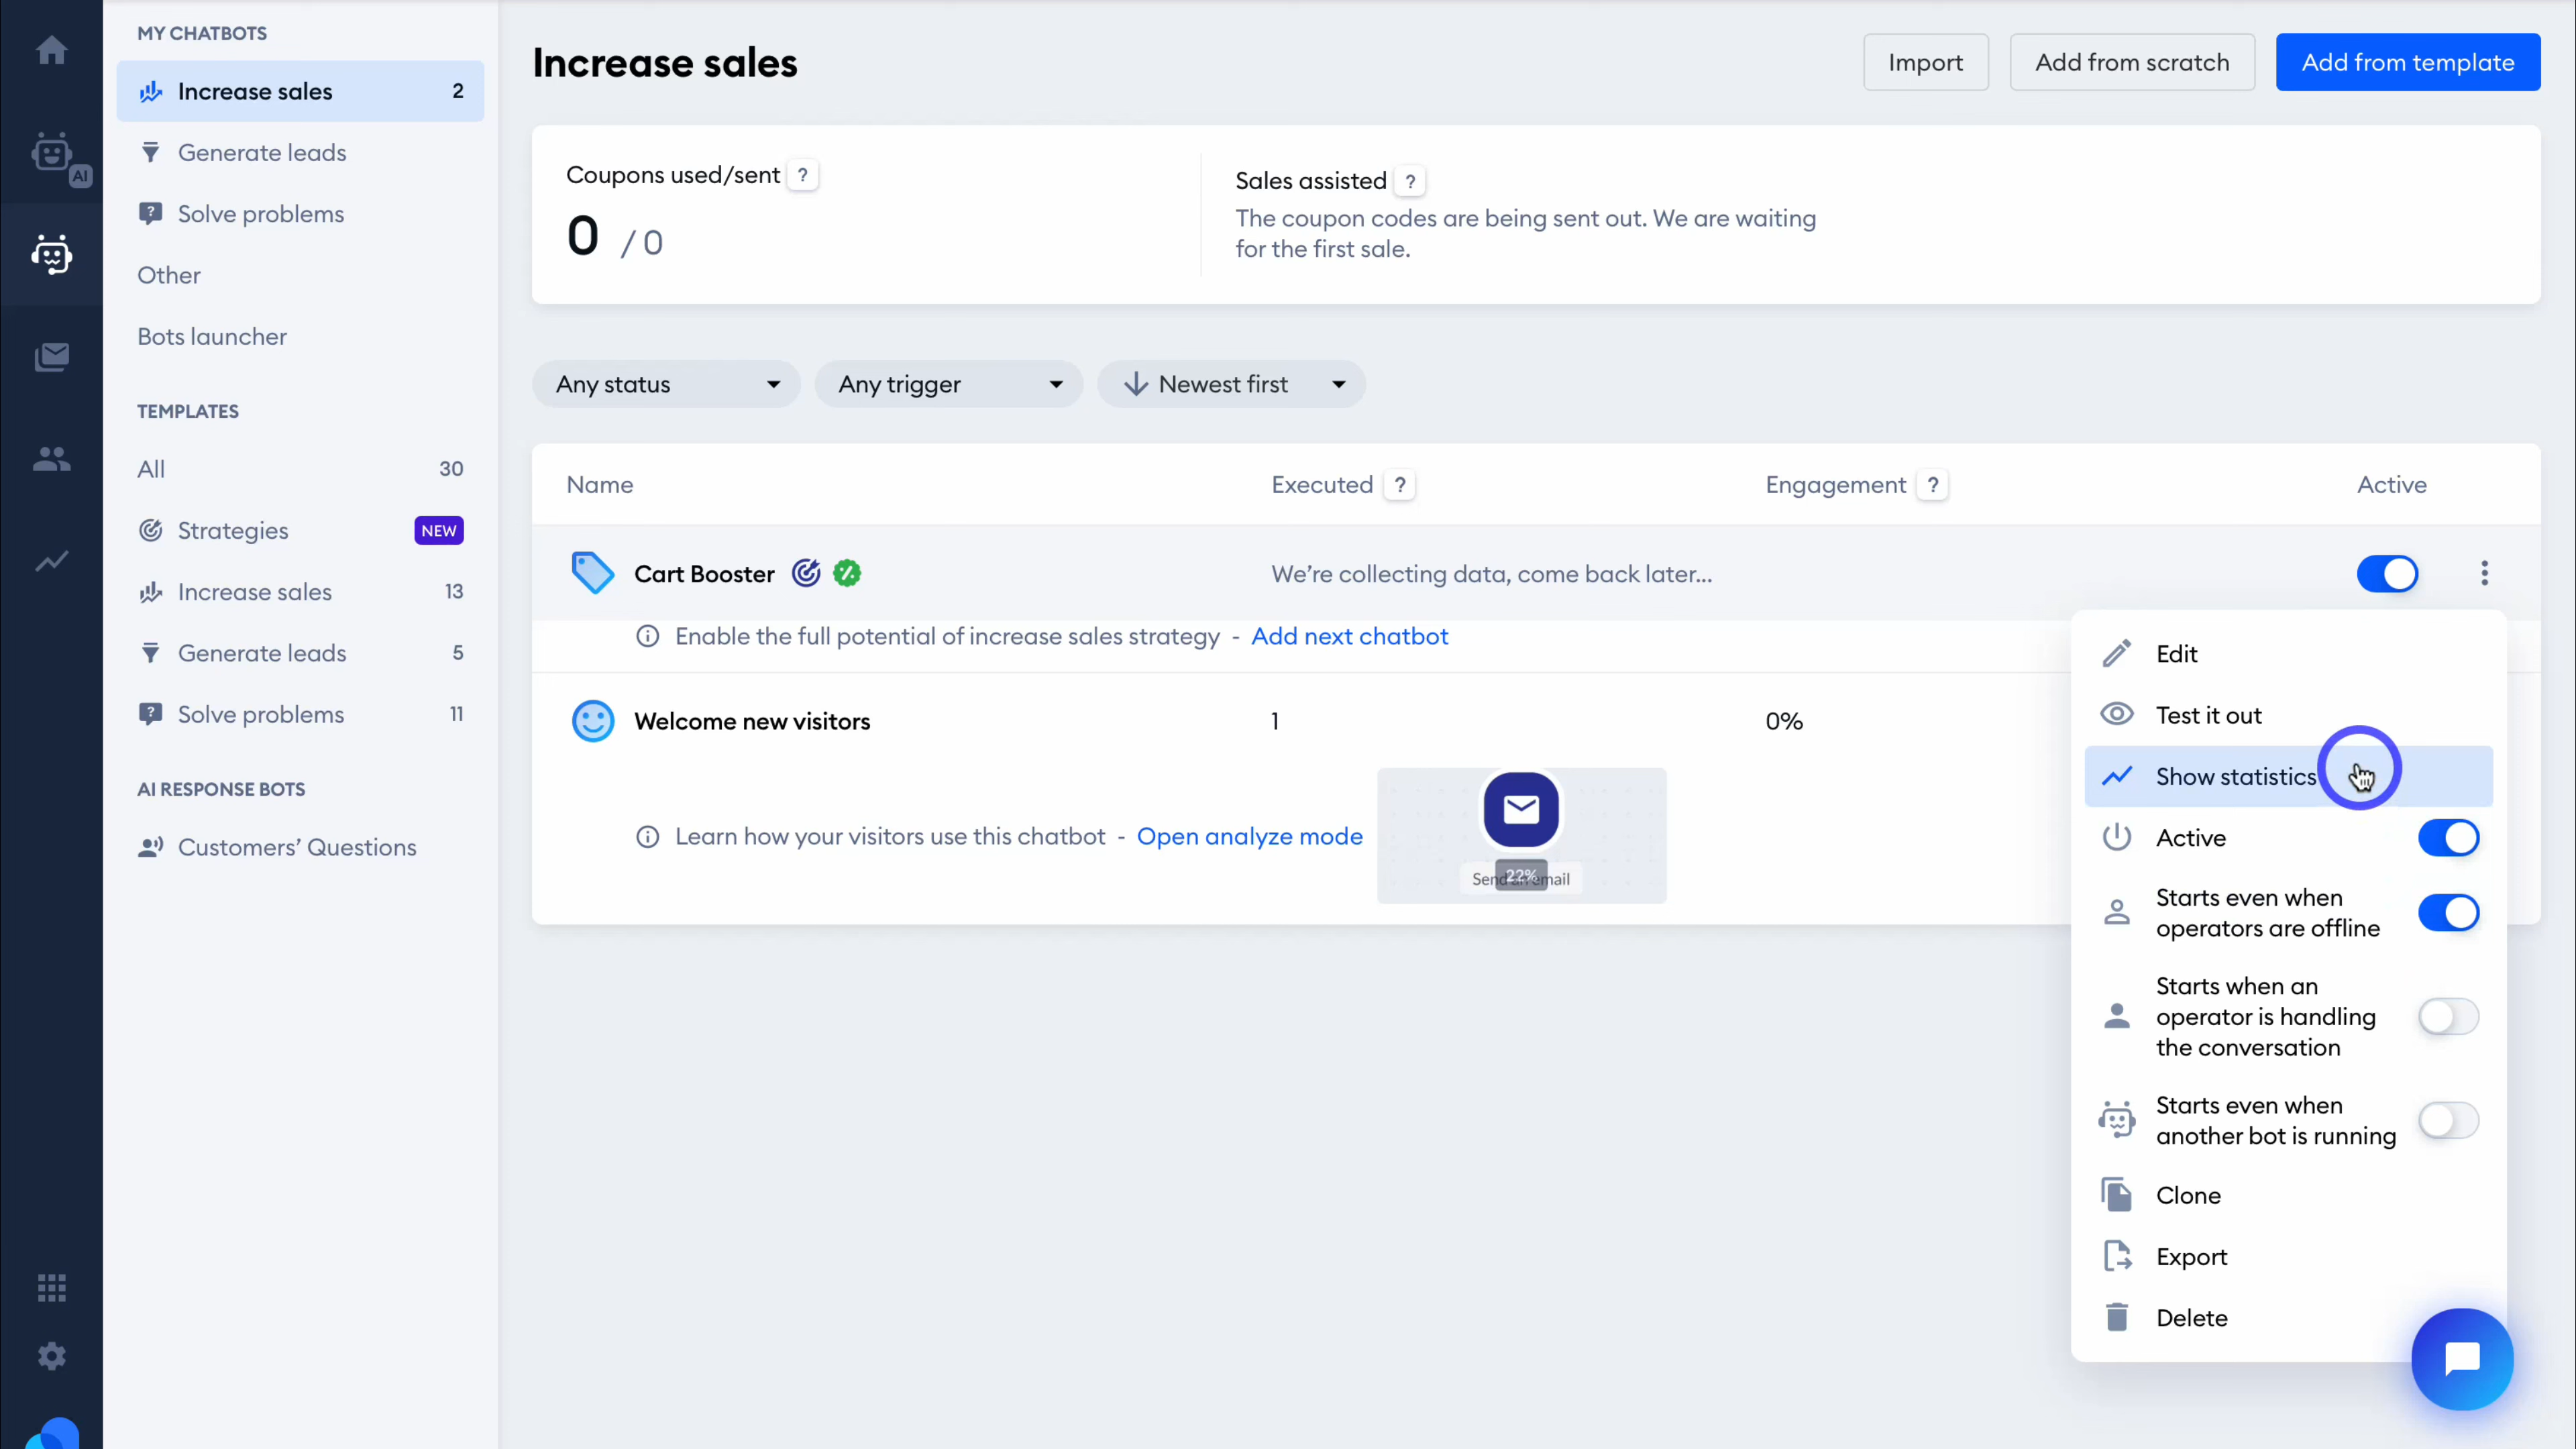 MY CHATBOTS
Increase sales 2
Generate leads
Solve problems
Other
Bots launcher
TEMPLATES
All 30
Strategies NEW
Increase sales 13
Generate leads 5
Solve problems 11
AI RESPONSE BOTS
Customers’ Questions
AI
Increase sales
Import
Add from scratch
Add from template
Coupons used/sent ?
0 / 0
Sales assisted ?
The coupon codes are being sent out. We are waiting
for the first sale.
Any status
Any trigger
Newest first
Name Executed ? Engagement ? Active
Cart Booster We’re collecting data, come back later...
Enable the full potential of increase sales strategy - Add next chatbot
Welcome new visitors 1 0%
Learn how your visitors use this chatbot - Open analyze mode
Send an email
22%
Edit
Test it out
Show statistics
Active
Starts even when
operators are offline
Starts when an
operator is handling
the conversation
Starts even when
another bot is running
Clone
Export
Delete